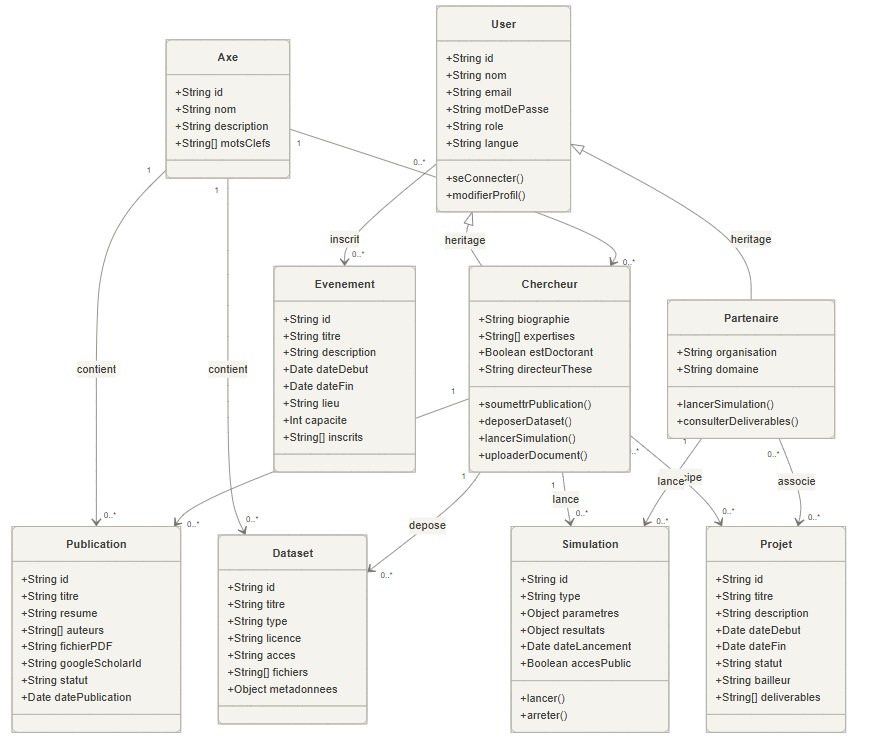 User
+String id
+String nom
+String email
+String motDePasse
+String role
+String langue
+seConnecter()
+modifierProfil()
Axe
+String id
+String nom
+String description
+String[] motsClefs
1
1
1
0..*
inscrit
0..*
heritage
0..*
heritage
Evenement
+String id
+String titre
+String description
+Date dateDebut
+Date dateFin
+String lieu
+Int capacite
+String[] inscrits
Chercheur
+String biographie
+String[] expertises
+Boolean estDoctorant
+String directeurThese
+soumettrPublication()
+deposerDataset()
+lancerSimulation()
+uploaderDocument()
Partenaire
+String organisation
+String domaine
+lancerSimulation()
+consulterDeliverables()
contient
contient
1
1
1
..*
1
0..*
depose
lance
lance
cipe
associe
0..*
0..*
0..*
0..*
0..*
0..*
0..*
0..*
Publication
+String id
+String titre
+String resume
+String[] auteurs
+String fichierPDF
+String googleScholarId
+String statut
+Date datePublication
Dataset
+String id
+String titre
+String type
+String licence
+String acces
+String[] fichiers
+Object metadonnees
Simulation
+String id
+String type
+Object parametres
+Object resultats
+Date dateLancement
+Boolean accesPublic
+lancer()
+arreter()
Projet
+String id
+String titre
+String description
+Date dateDebut
+Date dateFin
+String statut
+String bailleur
+String[] deliverables